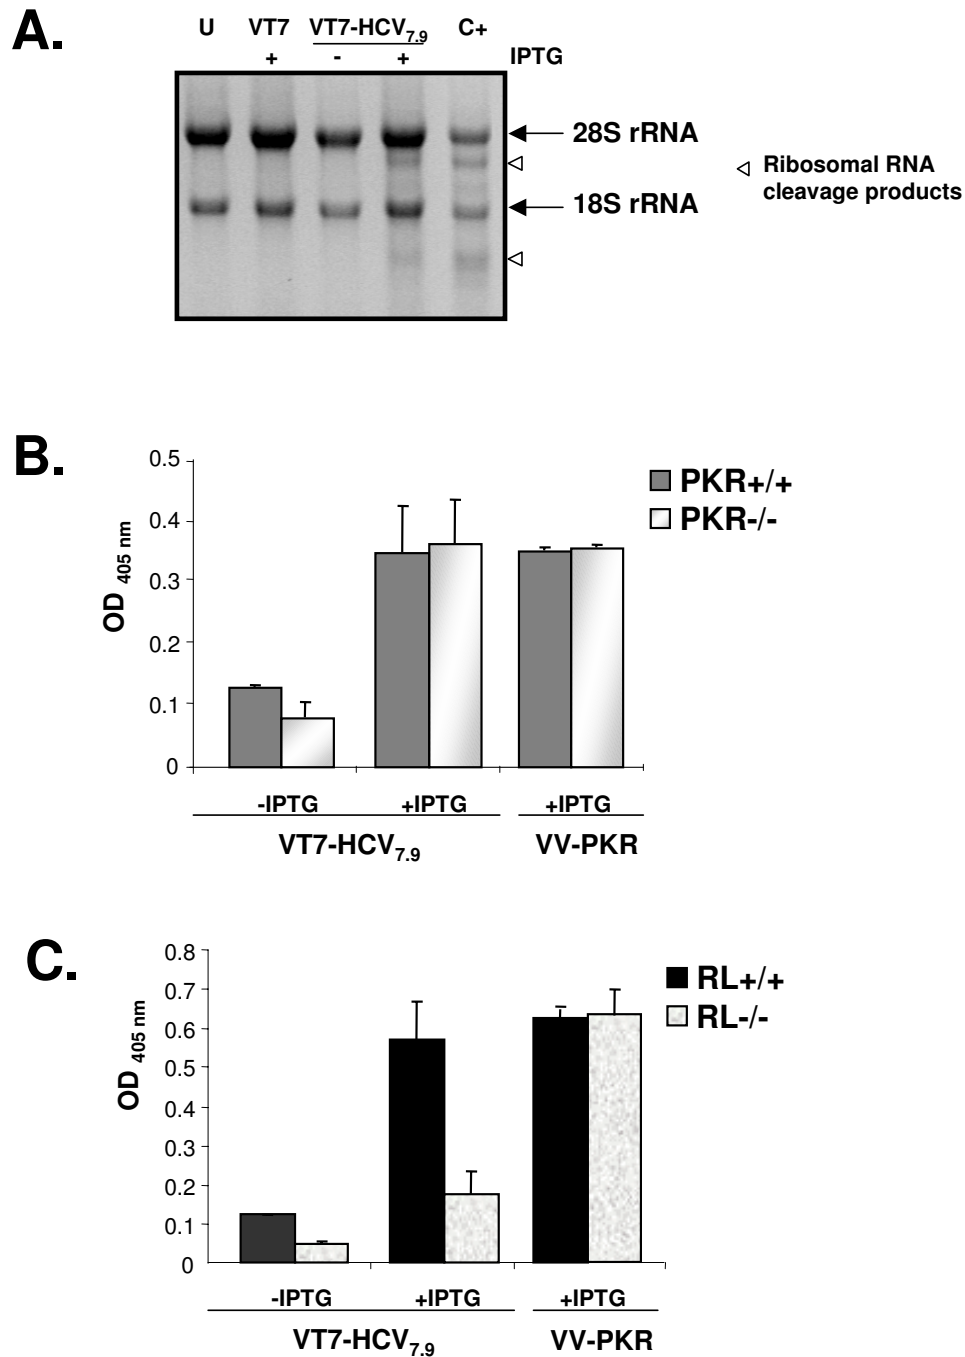 A.
U VT7 VT7-HCV7.9 C+
+ - + IPTG
28S rRNA
18S rRNA
Ribosomal RNA
cleavage products
B.
0.5
0.4
0.3
0.2
0.1
0
OD 405 nm
PKR+/+
PKR-/-
-IPTG +IPTG +IPTG
VT7-HCV7.9 VV-PKR
C.
0.8
0.7
0.6
0.5
0.4
0.3
0.2
0.1
0
OD 405 nm
RL+/+
RL-/-
-IPTG +IPTG +IPTG
VT7-HCV7.9 VV-PKR